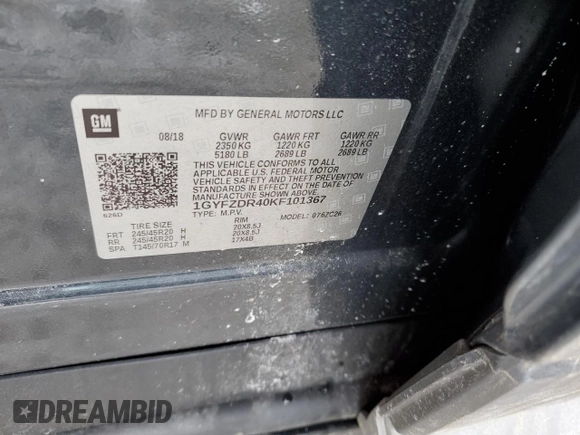 GM
MFD BY GENERAL MOTORS LLC
08/18 GVWR GAWR FRT GAWR RR
2350 KG 1220 KG 1220 KG
5180 LB 2689 LB 2689 LB
THIS VEHICLE CONFORMS TO ALL
APPLICABLE U.S. FEDERAL MOTOR
VEHICLE SAFETY AND THEFT
PREVENTION STANDARDS IN
EFFECT ON THE DATE OF
MANUFACTURE SHOWN ABOVE.
1GYFZDR40KF101367
626D
TYPE: M.P.V. MODEL: 076ZC26
TIRE SIZE RIM
FRT 245/45R20 H 20X8.5J
RR 245/45R20 H 20X8.5J
SPA T145/70R17 M 17X4B
DREAMBID